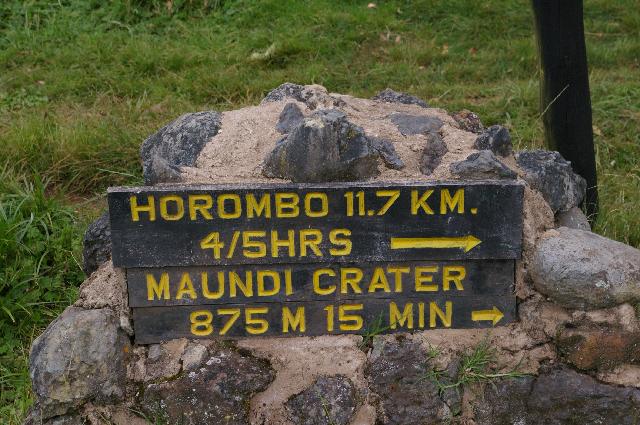 HOROMBO 11.7 KM.
4/5HRS
MAUNDI CRATER
875 M 15 MIN